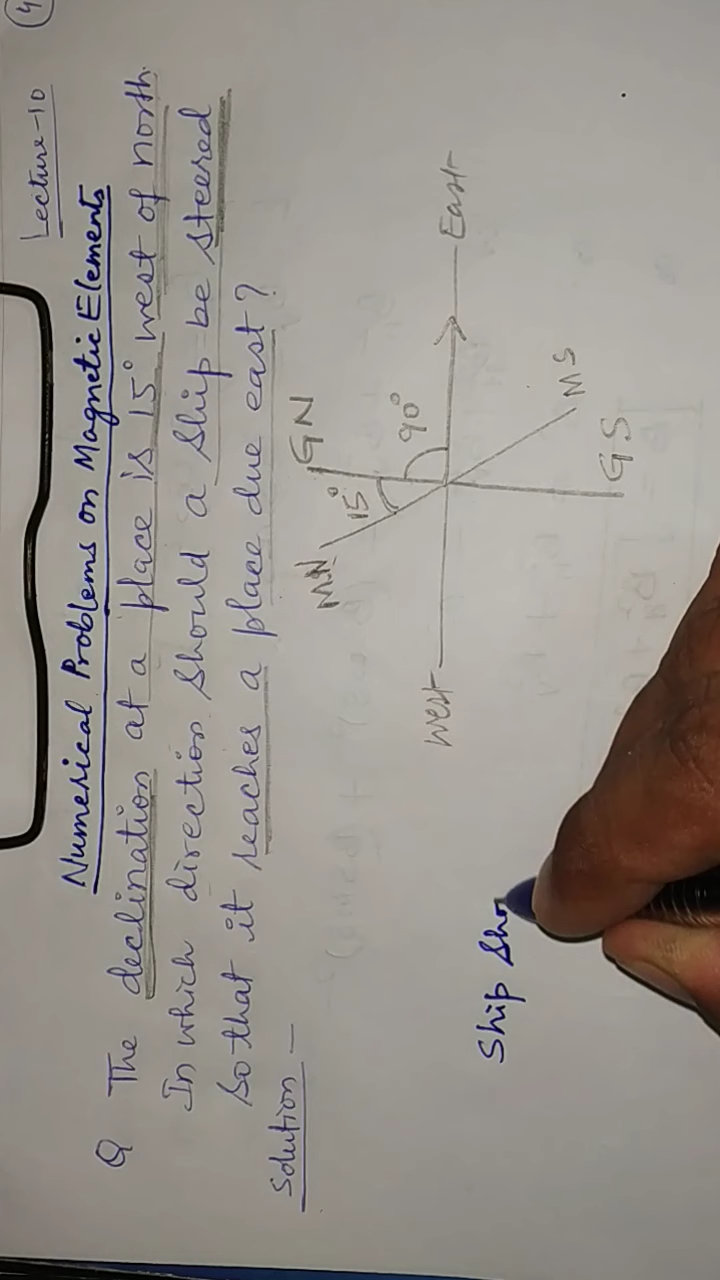 4
Lecture-10
Numerical Problems on Magnetic Elements
Q The declination at a place is 15° west of north.
In which direction should a ship be steered
so that it reaches a place due east?
Solution -
MN
GN
15°
90°
West
East
MS
GS
Ship Sho